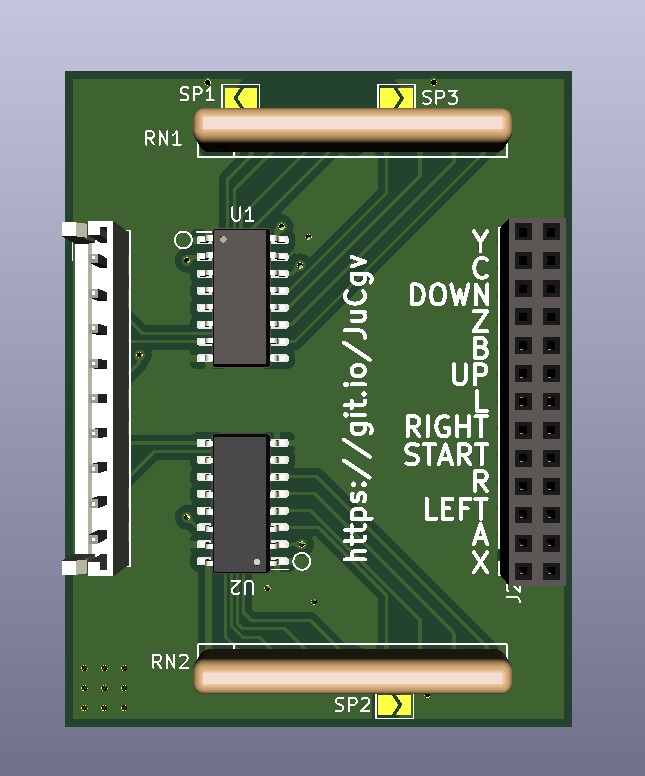 SP1
SP3
RN1
U1
Y
C
DOWN
Z
B
UP
L
RIGHT
START
R
LEFT
A
X
https://git.io/JuCgv
U2
J2
RN2
SP2